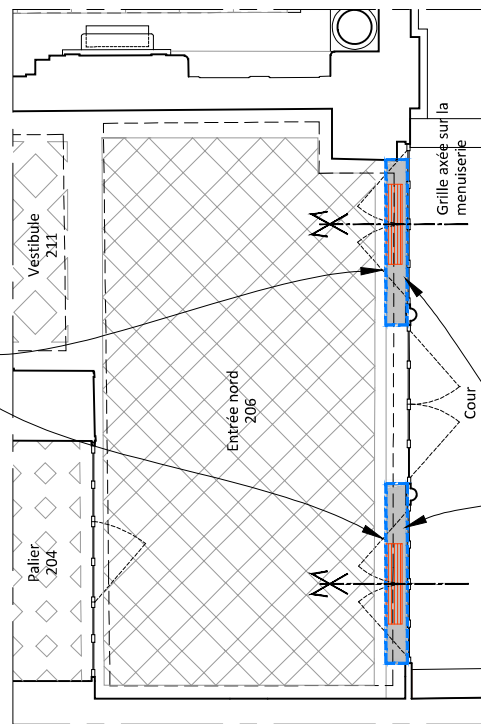 Vestibule
211
Grille axée sur la
menuiserie
Entrée nord
206
Cour
Palier
204